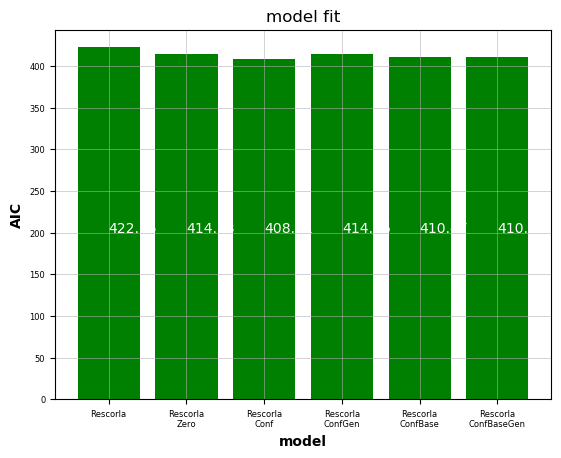 model fit
AIC
400
350
300
250
200
150
100
50
0
422.
414.
408.
414.
410.
410.
Rescorla
Rescorla
Zero
Rescorla
Conf
Rescorla
ConfGen
Rescorla
ConfBase
Rescorla
ConfBaseGen
model